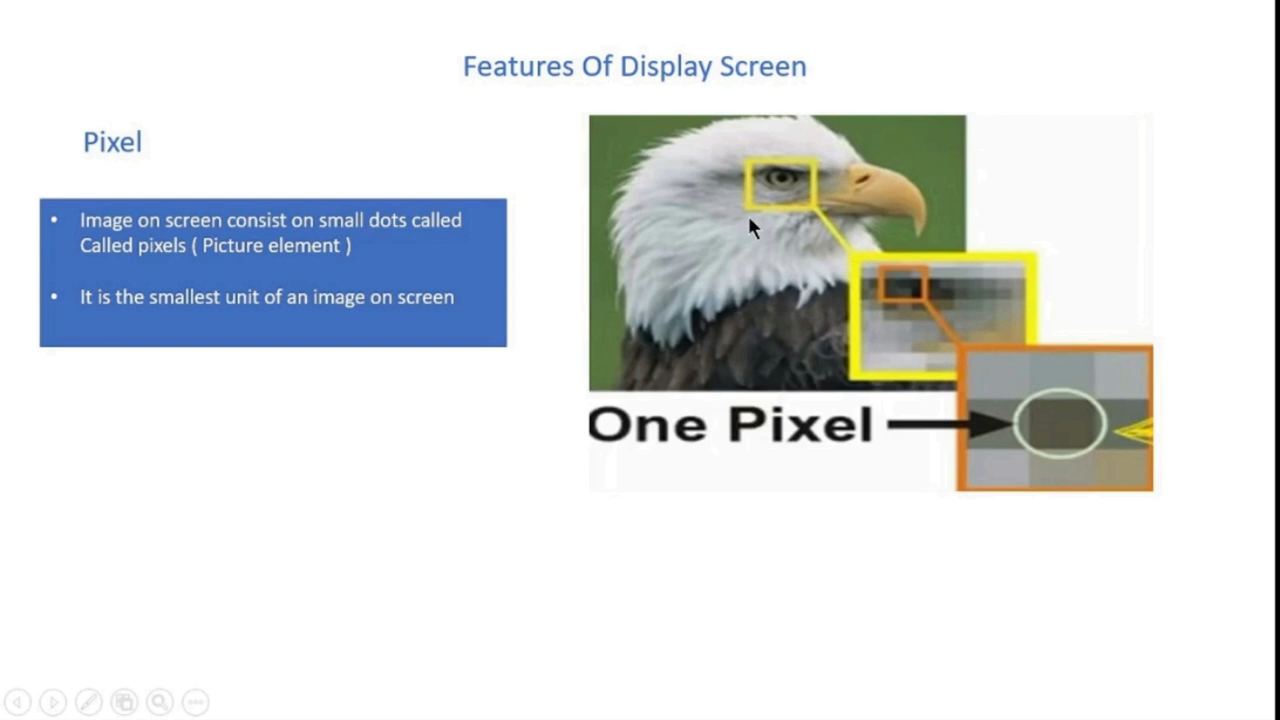 Features Of Display Screen
Pixel
• Image on screen consist on small dots called
Called pixels ( Picture element )
• It is the smallest unit of an image on screen
One Pixel